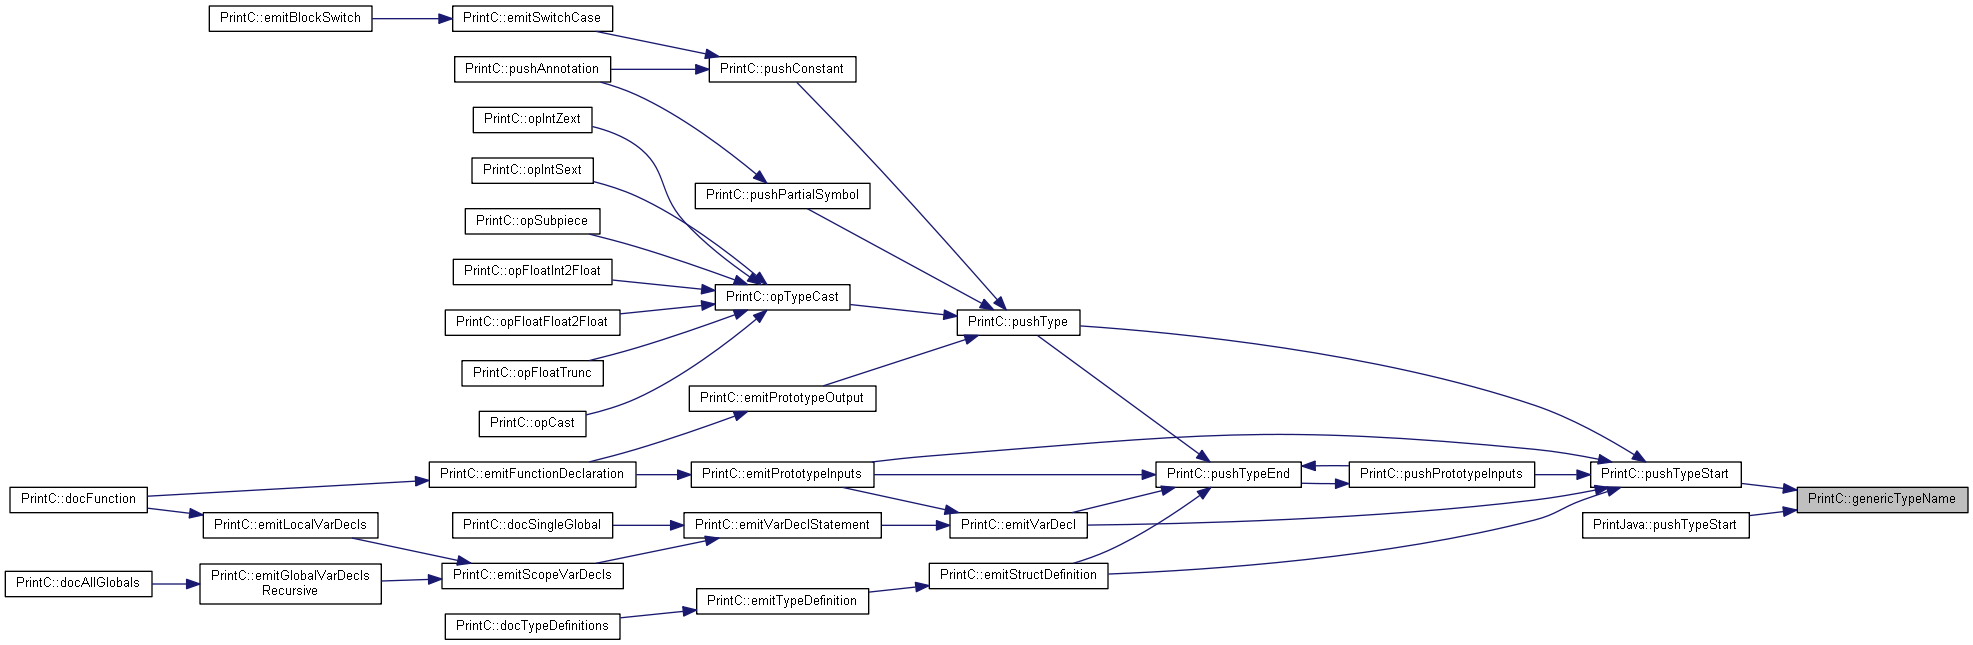 PrintC::emitBlockSwitch
PrintC::emitSwitchCase
PrintC::pushAnnotation
PrintC::pushConstant
PrintC::opIntZext
PrintC::opIntSext
PrintC::pushPartialSymbol
PrintC::opSubpiece
PrintC::opFloatInt2Float
PrintC::opTypeCast
PrintC::opFloatFloat2Float
PrintC::pushType
PrintC::opFloatTrunc
PrintC::emitPrototypeOutput
PrintC::opCast
PrintC::emitFunctionDeclaration
PrintC::emitPrototypeInputs
PrintC::pushTypeEnd
PrintC::pushPrototypeInputs
PrintC::pushTypeStart
PrintC::docFunction
PrintC::genericTypeName
PrintC::emitLocalVarDecls
PrintC::docSingleGlobal
PrintC::emitVarDeclStatement
PrintC::emitVarDecl
PrintJava::pushTypeStart
PrintC::docAllGlobals
PrintC::emitGlobalVarDecls
Recursive
PrintC::emitScopeVarDecls
PrintC::emitStructDefinition
PrintC::emitTypeDefinition
PrintC::docTypeDefinitions